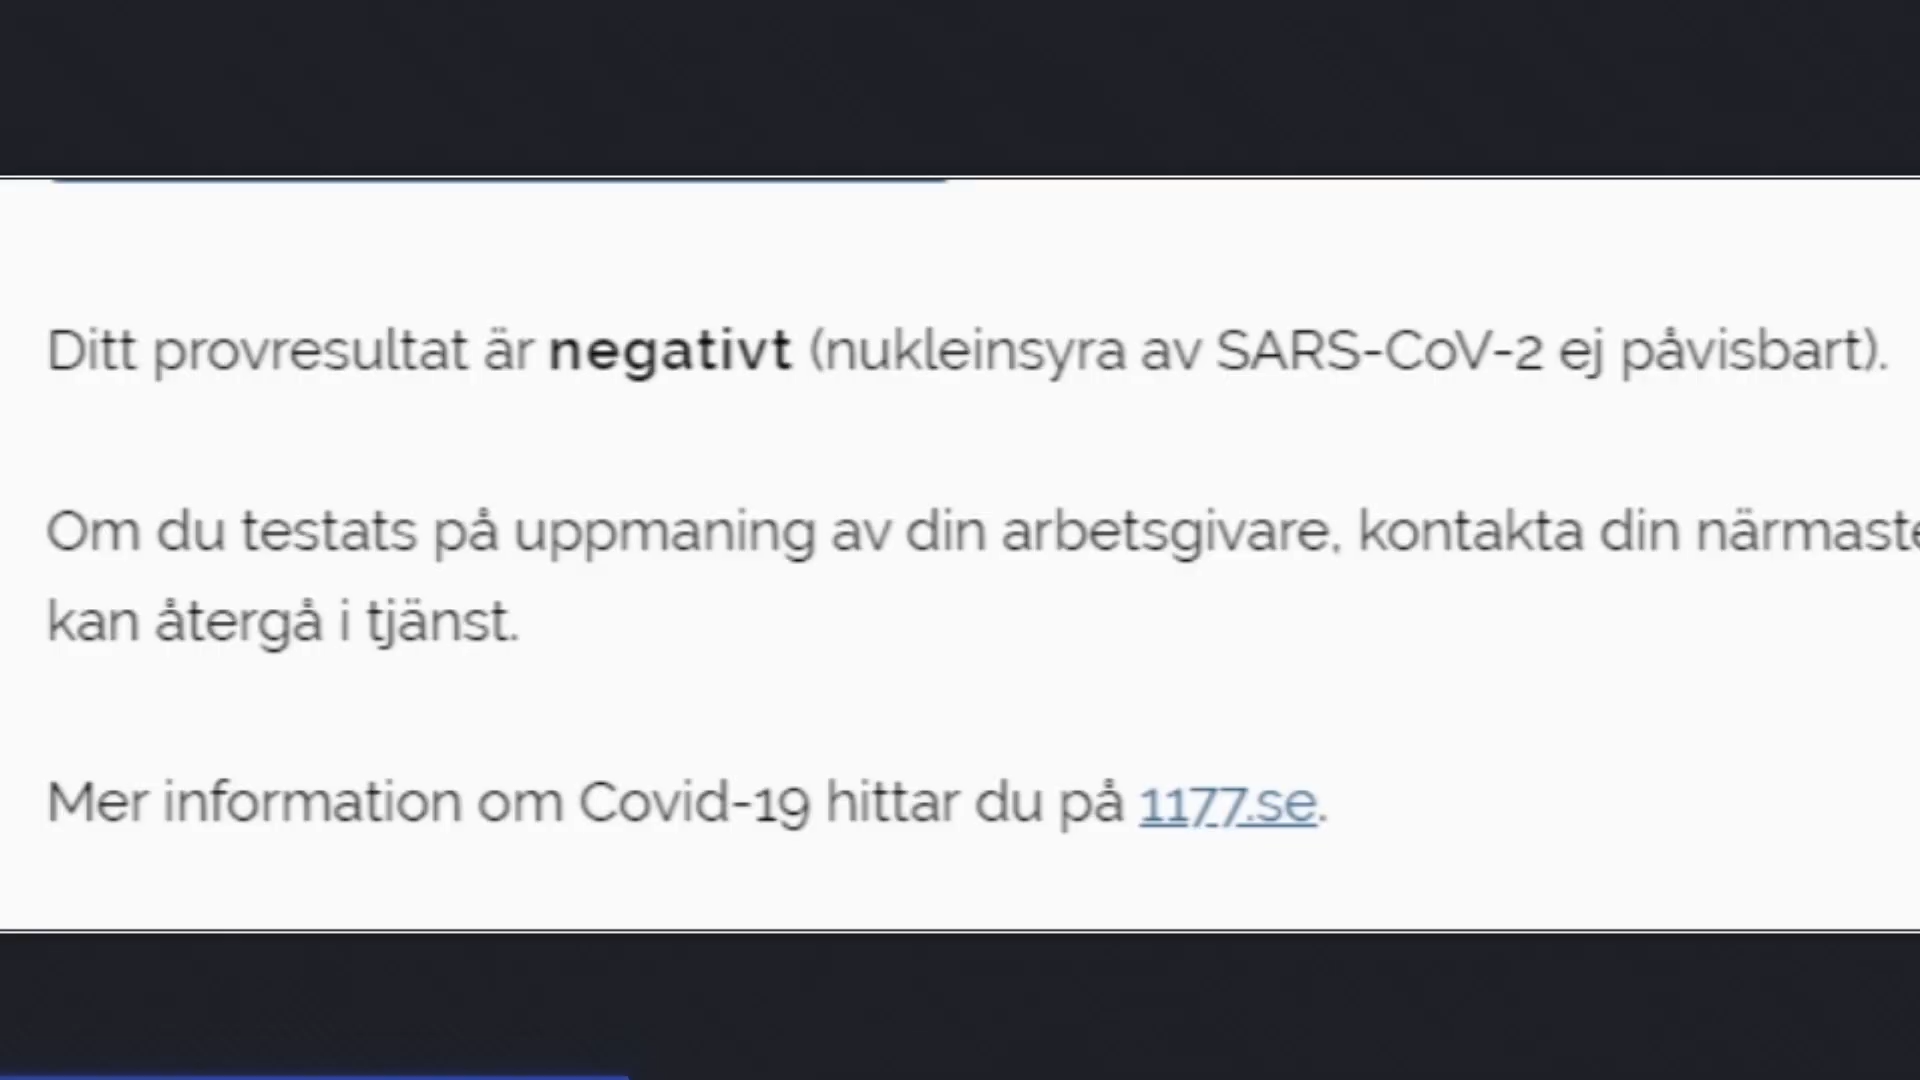 Ditt provresultat är negativt (nukleinsyra av SARS-CoV-2 ej påvisbart).
Om du testats på uppmaning av din arbetsgivare, kontakta din närmaste
kan återgå i tjänst.
Mer information om Covid-19 hittar du på 1177.se.